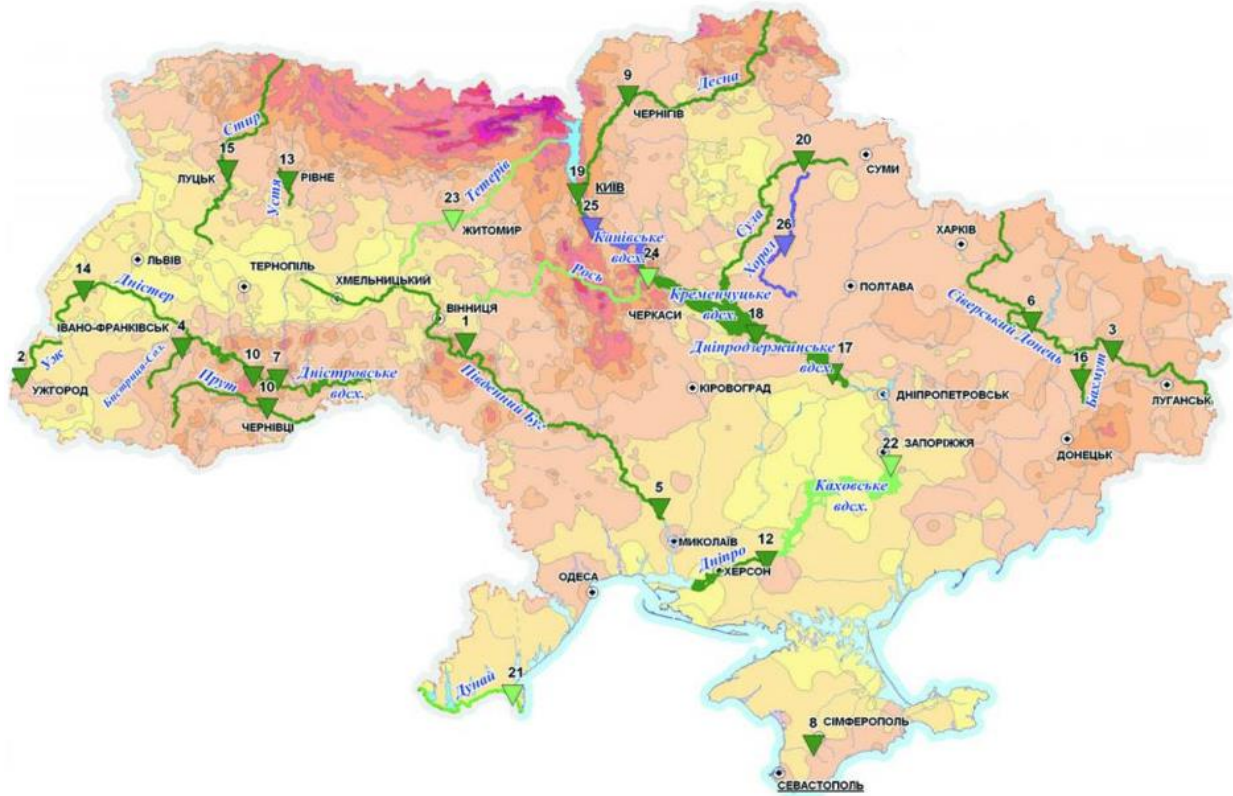 9
Десна
ЧЕРНІГІВ
Стир
15
ЛУЦЬК
13
РІВНЕ
Устя
19
КИЇВ
20
СУМИ
Тетерів
23
ЖИТОМИР
25
Канівське
вдсх.
Сула
26
Хорол
ХАРКІВ
ЛЬВІВ
ТЕРНОПІЛЬ
ХМЕЛЬНИЦЬКИЙ
Рось
24
14
Дністер
ПОЛТАВА
Кременчуцьке
вдсх.
ЧЕРКАСИ
ВІННИЦЯ
1
18
6
Сіверський Донець
3
ІВАНО-ФРАНКІВСЬК
4
2
Уж
УЖГОРОД
Бистриця-Сол.
10
7
Дністровське
вдсх.
Прут
10
ЧЕРНІВЦІ
Південний Буг
Дніпродзержинське
вдсх.
17
16
Бахмут
ЛУГАНСЬК
КІРОВОГРАД
ДНІПРОПЕТРОВСЬК
ДОНЕЦЬК
ЗАПОРІЖЖЯ
22
Каховське
вдсх.
5
МИКОЛАЇВ
12
Дніпро
ХЕРСОН
ОДЕСА
21
Дунай
8
СІМФЕРОПОЛЬ
СЕВАСТОПОЛЬ